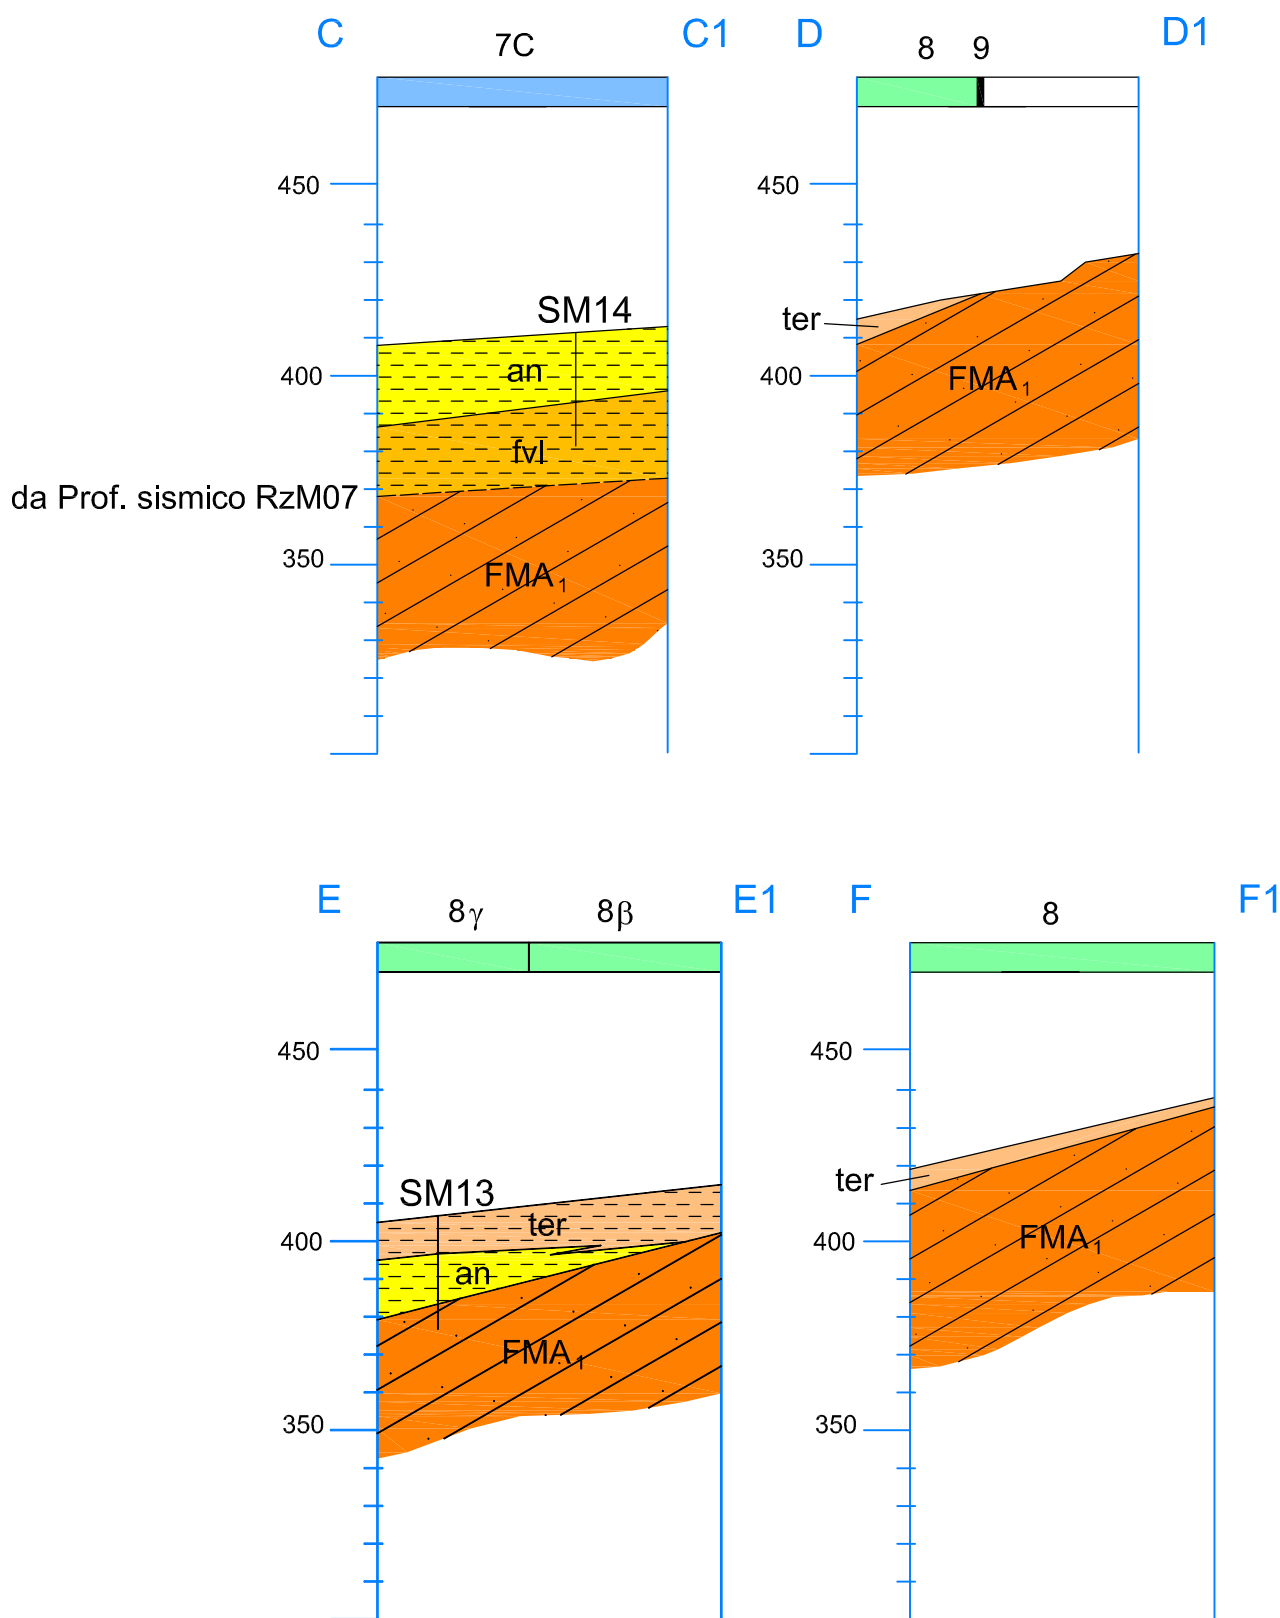 C 7C C1
450
SM14
400
an
fvl
da Prof. sismico RzM07
350
FMA1
D 8 9 D1
450
ter
400
FMA1
350
E 8γ 8β E1
450
SM13
ter
400
an
FMA1
350
F 8 F1
450
ter
400
FMA1
350